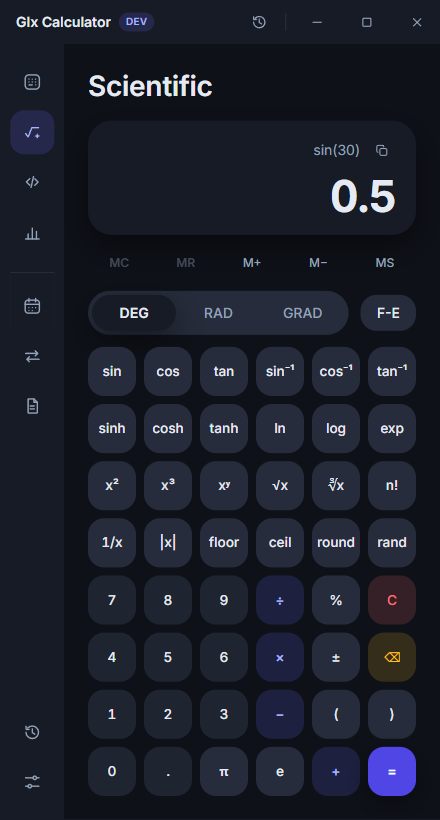 Glx Calculator DEV
Scientific
sin(30)
0.5
MC MR M+ M− MS
DEG RAD GRAD F-E
sin cos tan sin⁻¹ cos⁻¹ tan⁻¹
sinh cosh tanh ln log exp
x² x³ xʸ √x ∛x n!
1/x |x| floor ceil round rand
7 8 9 ÷ % C
4 5 6 × ± ⌫
1 2 3 − ( )
0 . π e + =